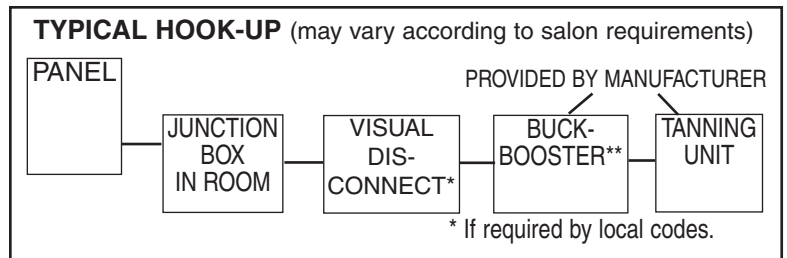 TYPICAL HOOK-UP (may vary according to salon requirements)
PANEL
PROVIDED BY MANUFACTURER
JUNCTION
BOX
IN ROOM
VISUAL
DIS-
CONNECT*
BUCK-
BOOSTER**
TANNING
UNIT
* If required by local codes.